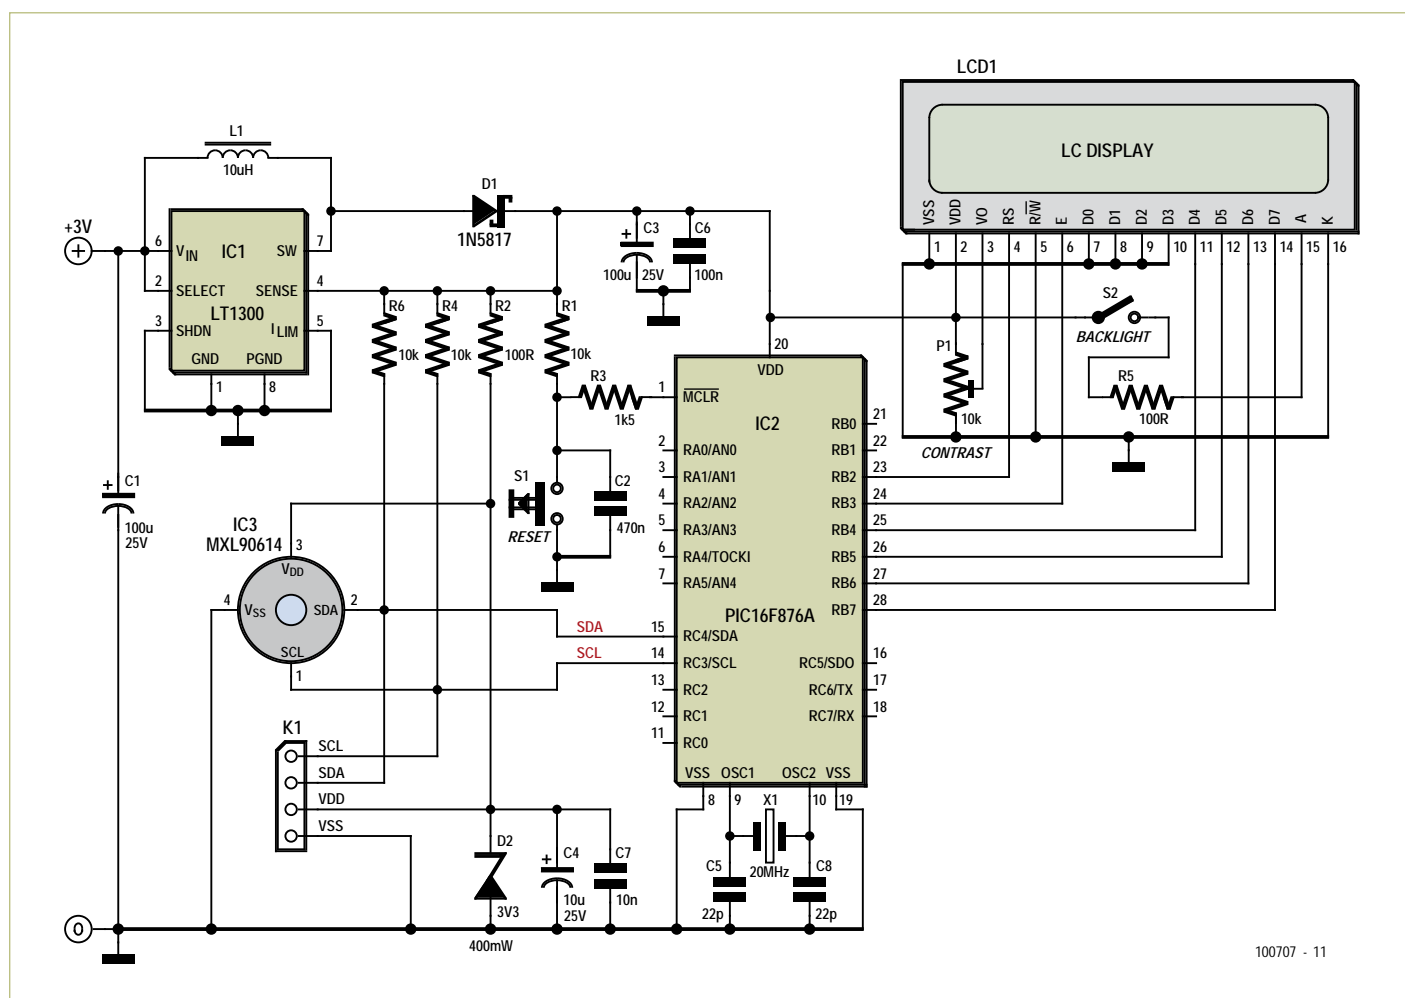 LCD1
LC DISPLAY
VSS VDD VO RS R/W E D0 D1 D2 D3 D4 D5 D6 D7 A K
1 2 3 4 5 6 7 8 9 10 11 12 13 14 15 16
L1
10uH
+3V
6 VIN IC1 SW 7
2 SELECT SENSE 4
LT1300
3 SHDN ILIM 5
GND PGND
1 8
D1
1N5817
C3
+
100u 25V
C6
100n
R6
10k
R4
10k
R2
100R
R1
10k
R3
1k5
S2
BACKLIGHT
P1
10k
CONTRAST
R5
100R
C1
+
100u
25V
S1
RESET
C2
470n
IC3
MXL90614
3
VDD
4 VSS SDA 2
SCL
1
SDA
SCL
20
VDD
1 MCLR
IC2
2 RA0/AN0
3 RA1/AN1
4 RA2/AN2
5 RA3/AN3
6 RA4/TOCKI
7 RA5/AN4
PIC16F876A
15 RC4/SDA
14 RC3/SCL
13 RC2
12 RC1
11 RC0
RB0 21
RB1 22
RB2 23
RB3 24
RB4 25
RB5 26
RB6 27
RB7 28
RC5/SDO 16
RC6/TX 17
RC7/RX 18
VSS OSC1 OSC2 VSS
8 9 10 19
X1
20MHz
C5
22p
C8
22p
K1
SCL
SDA
VDD
VSS
D2
3V3
400mW
C4
+
10u
25V
C7
10n
0
100707 - 11